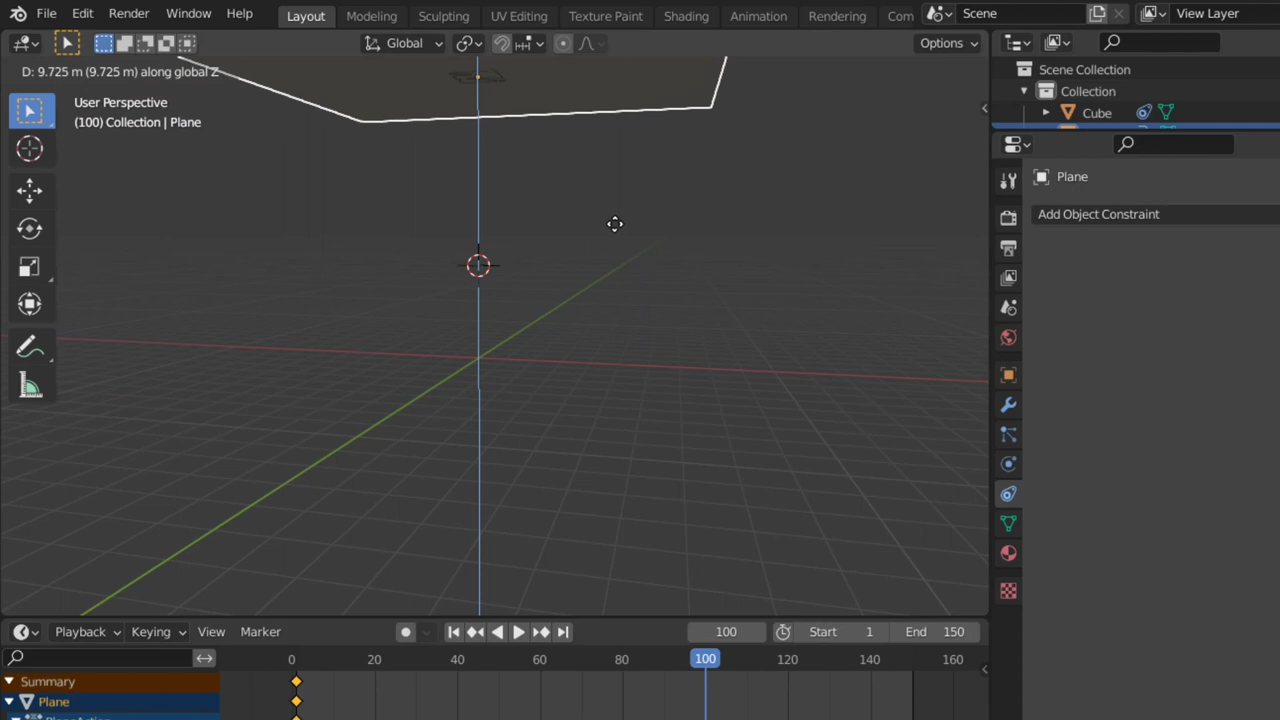 File Edit Render Window Help Layout Modeling Sculpting UV Editing Texture Paint Shading Animation Rendering Com Scene View Layer
Global Options
D: 9.725 m (9.725 m) along global Z
User Perspective
(100) Collection | Plane
Scene Collection
Collection
Cube
Plane
Add Object Constraint
Playback Keying View Marker 100 Start 1 End 150
0 20 40 60 80 100 120 140 160
Summary
Plane